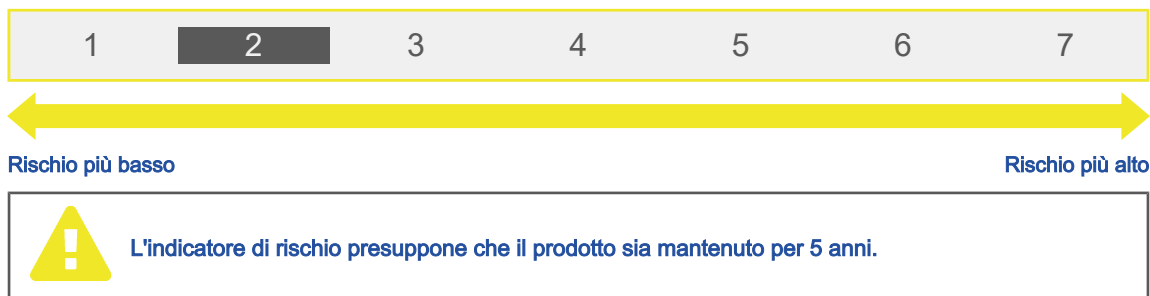 1 2 3 4 5 6 7
Rischio più basso Rischio più alto
L'indicatore di rischio presuppone che il prodotto sia mantenuto per 5 anni.